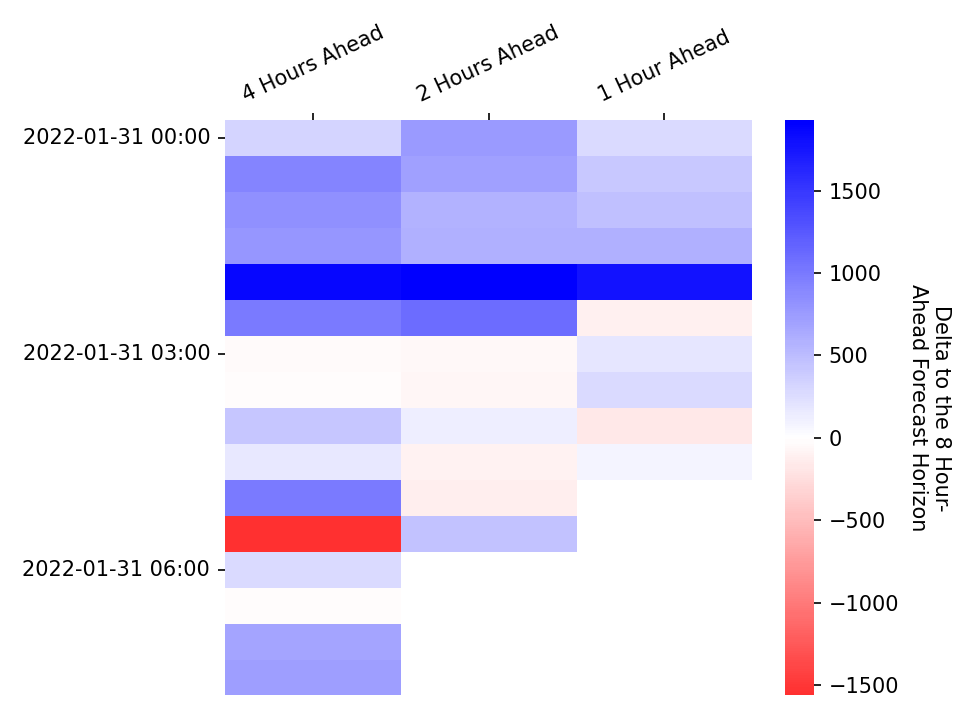 4 Hours Ahead
2 Hours Ahead
1 Hour Ahead
2022-01-31 00:00
2022-01-31 03:00
2022-01-31 06:00
1500
1000
500
0
−500
−1000
−1500
Delta to the 8 Hour-
Ahead Forecast Horizon